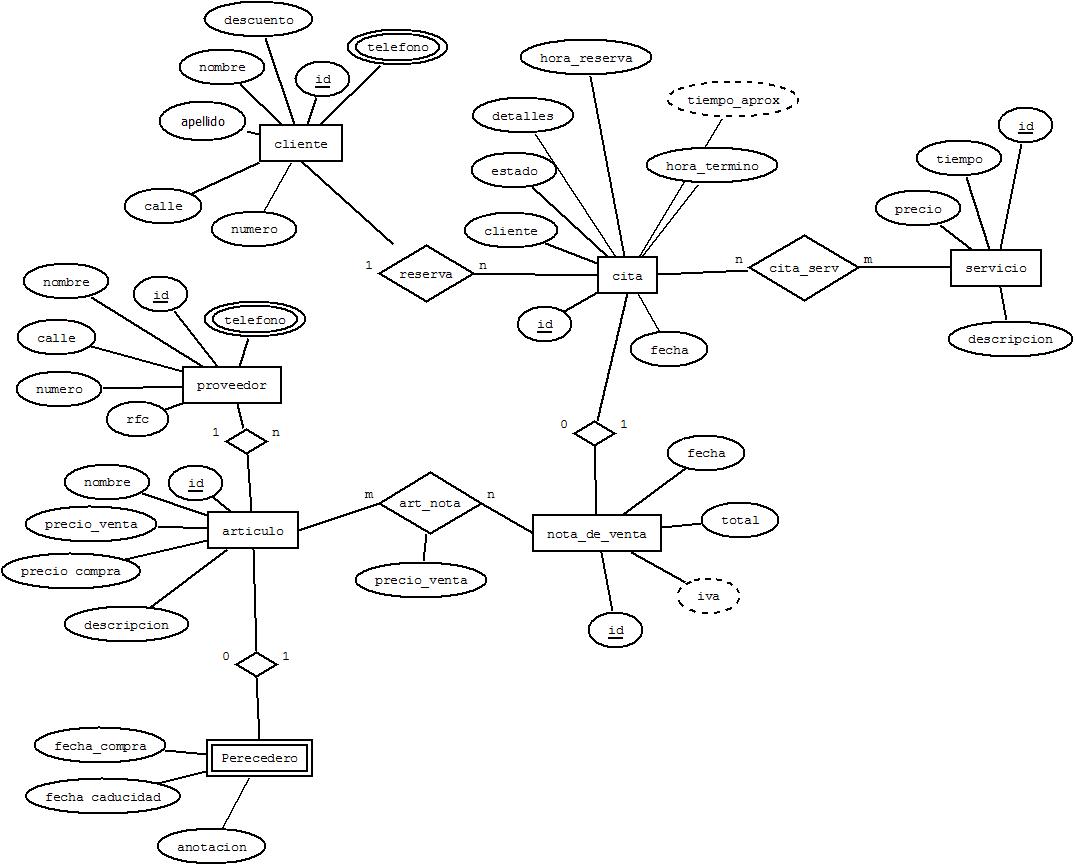 descuento
telefono
nombre
id
apellido
cliente
calle
numero
hora_reserva
tiempo_aprox
detalles
hora_termino
estado
cliente
id
tiempo
precio
1
reserva
n
cita
n
cita_serv
m
servicio
id
fecha
descripcion
nombre
id
telefono
calle
proveedor
numero
rfc
1
n
0
1
nombre
id
precio_venta
articulo
precio compra
descripcion
m
art_nota
n
precio_venta
fecha
total
nota_de_venta
iva
id
0
1
fecha_compra
Perecedero
fecha caducidad
anotacion